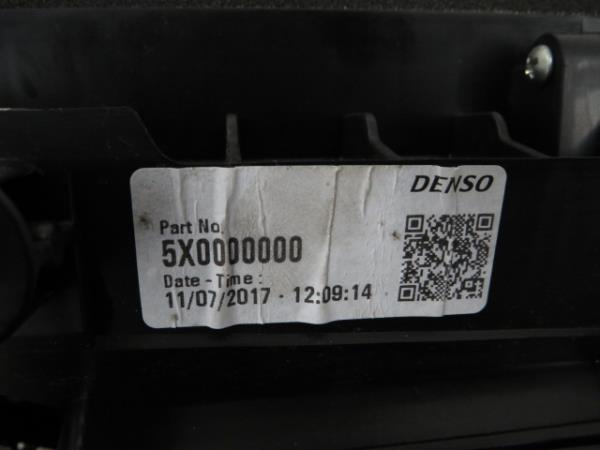 DENSO
Part No.
5X0000000
Date - Time :
11/07/2017 - 12:09:14